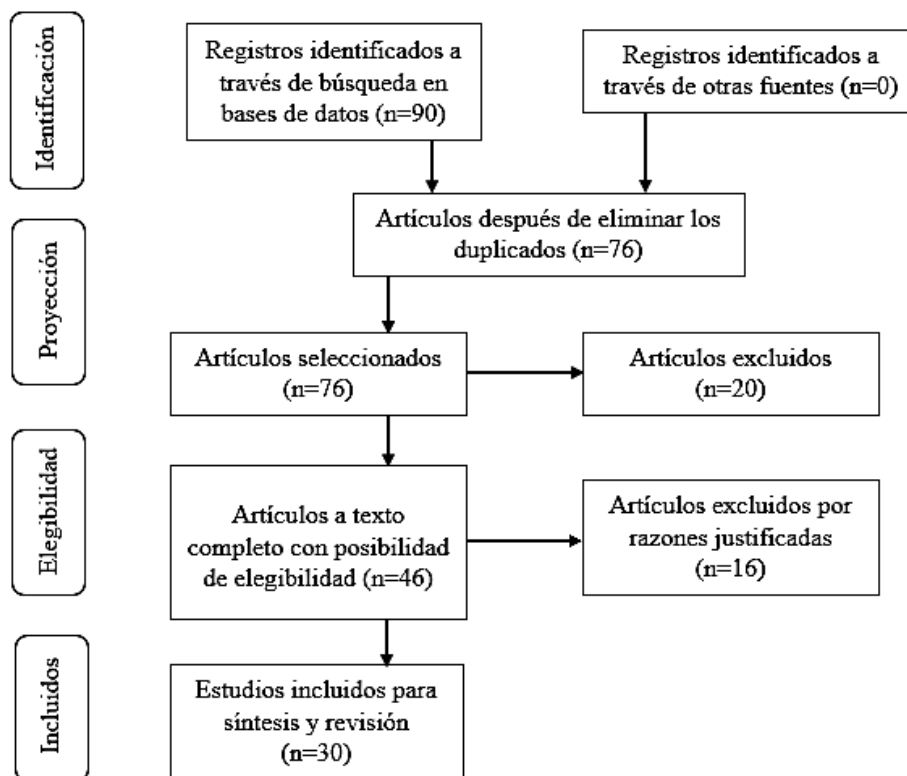 Identificación
Registros identificados a
través de búsqueda en
bases de datos (n=90)
Registros identificados a
través de otras fuentes (n=0)
Artículos después de eliminar los
duplicados (n=76)
Proyección
Artículos seleccionados
(n=76)
Artículos excluidos
(n=20)
Elegibilidad
Artículos a texto
completo con posibilidad
de elegibilidad (n=46)
Artículos excluidos por
razones justificadas
(n=16)
Incluidos
Estudios incluidos para
síntesis y revisión
(n=30)